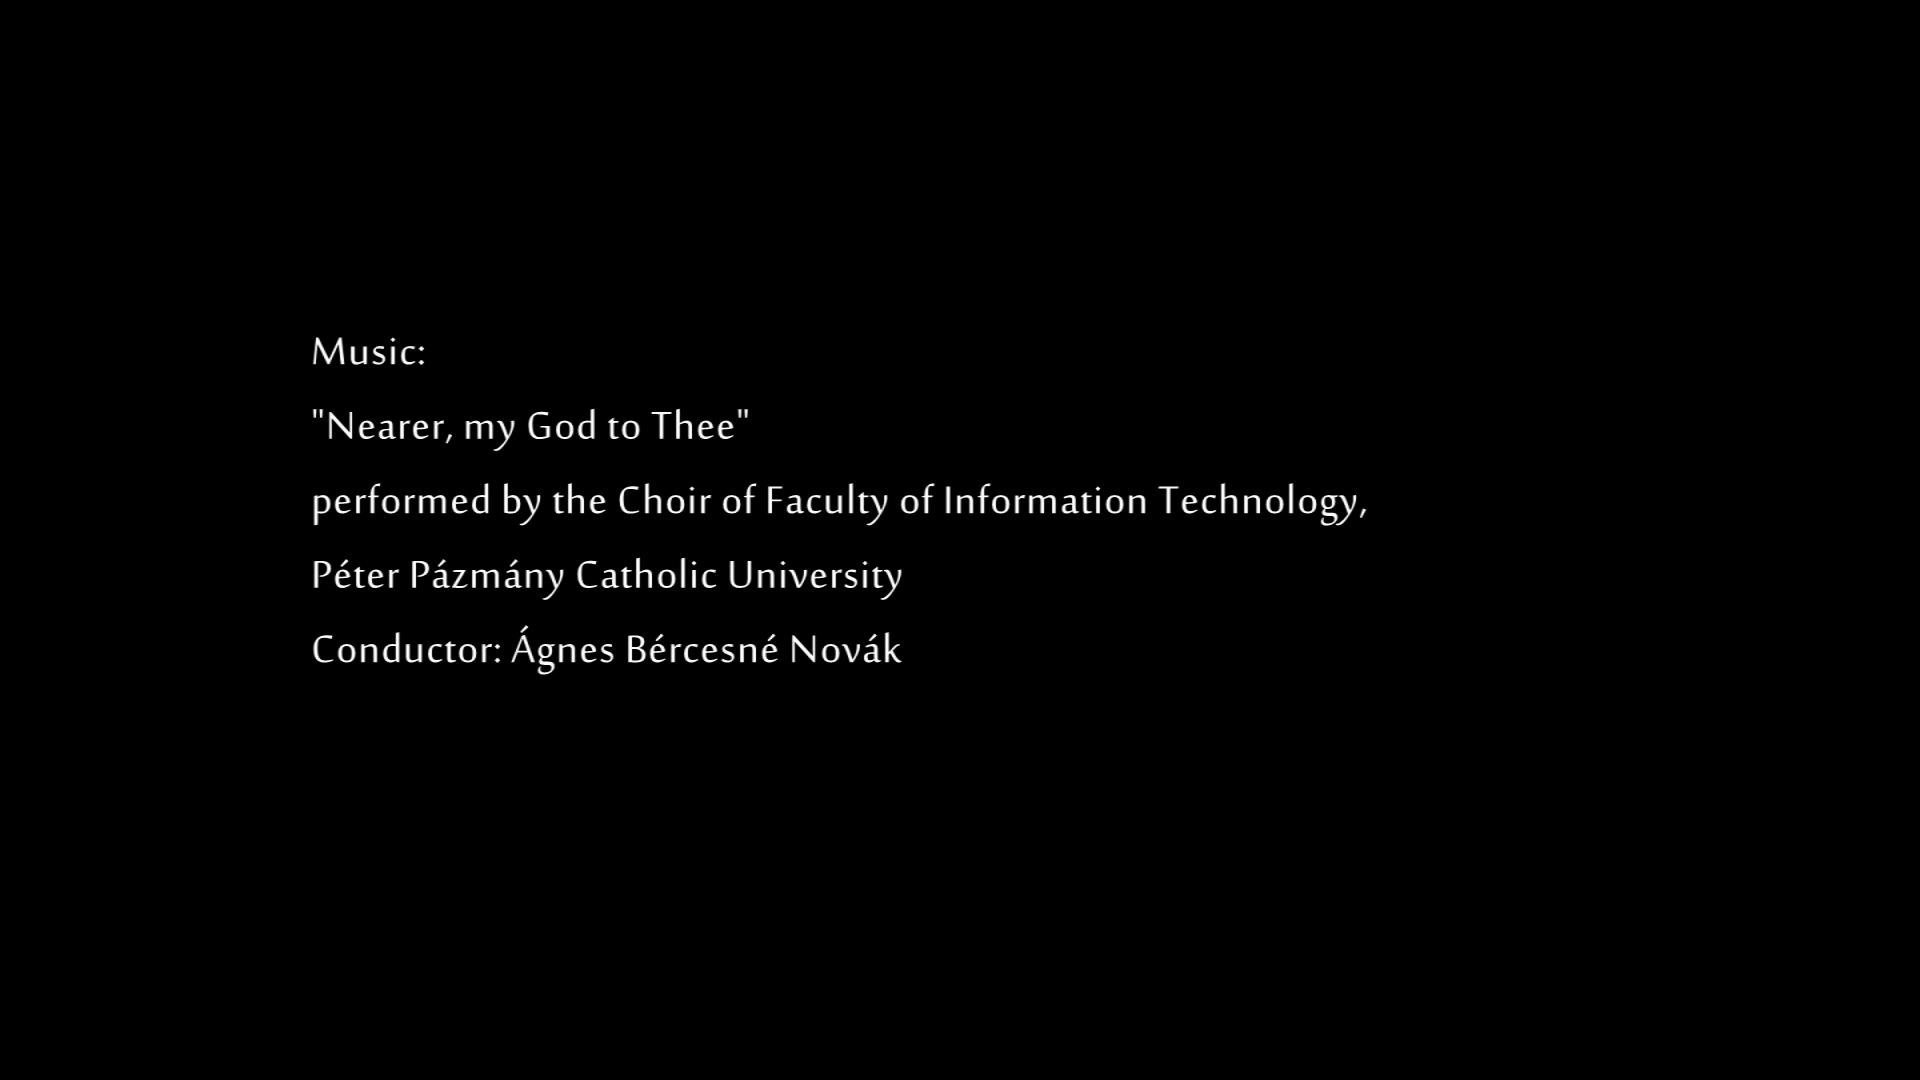 Music:
"Nearer, my God to Thee"
performed by the Choir of Faculty of Information Technology,
Péter Pázmány Catholic University
Conductor: Ágnes Bércesné Novák